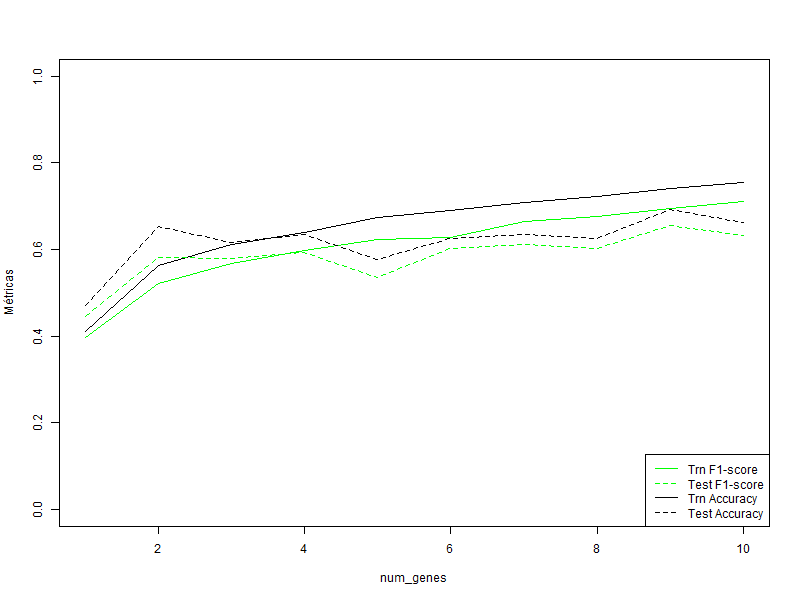 1.0
0.8
0.6
0.4
0.2
0.0
Métricas
2 4 6 8 10
num_genes
Trn F1-score
Test F1-score
Trn Accuracy
Test Accuracy